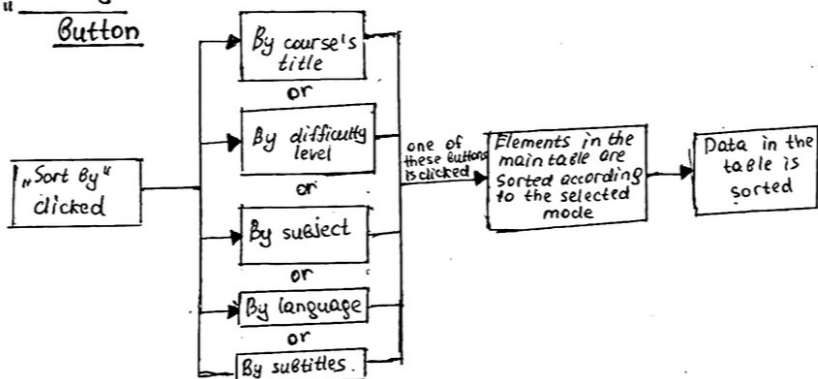 Button
By course's
title
or
By difficulty
level
or
By subject
or
By language
or
By subtitles.
„Sort By“
clicked
one of
these buttons
is clicked
Elements in the
main table are
sorted according
to the selected
mode
Data in the
table is
sorted